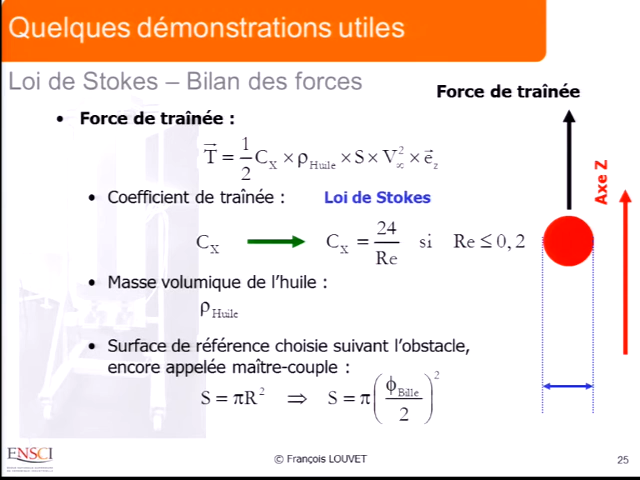 Quelques démonstrations utiles
Loi de Stokes – Bilan des forces
Force de traînée
• Force de traînée :
T⃗ = 1/2 C_X × ρ_Huile × S × V_∞^2 × e⃗_z
Axe Z
• Coefficient de traînée : Loi de Stokes
C_X → C_X = 24/Re si Re ≤ 0, 2
• Masse volumique de l'huile :
ρ_Huile
• Surface de référence choisie suivant l'obstacle,
encore appelée maître-couple :
S = πR^2 ⇒ S = π(ϕ_Bille/2)^2
ENSCI
© François LOUVET
25